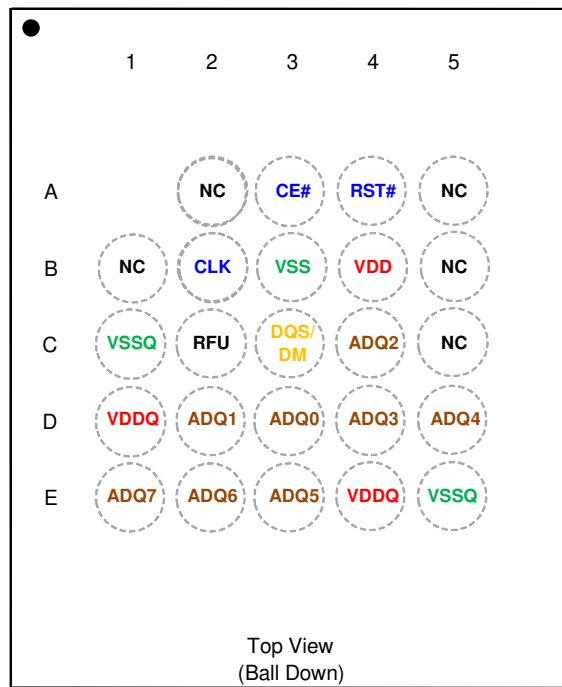 1 2 3 4 5
A NC CE# RST# NC
B NC CLK VSS VDD NC
C VSSQ RFU DQS/ DM ADQ2 NC
D VDDQ ADQ1 ADQ0 ADQ3 ADQ4
E ADQ7 ADQ6 ADQ5 VDDQ VSSQ
Top View
(Ball Down)